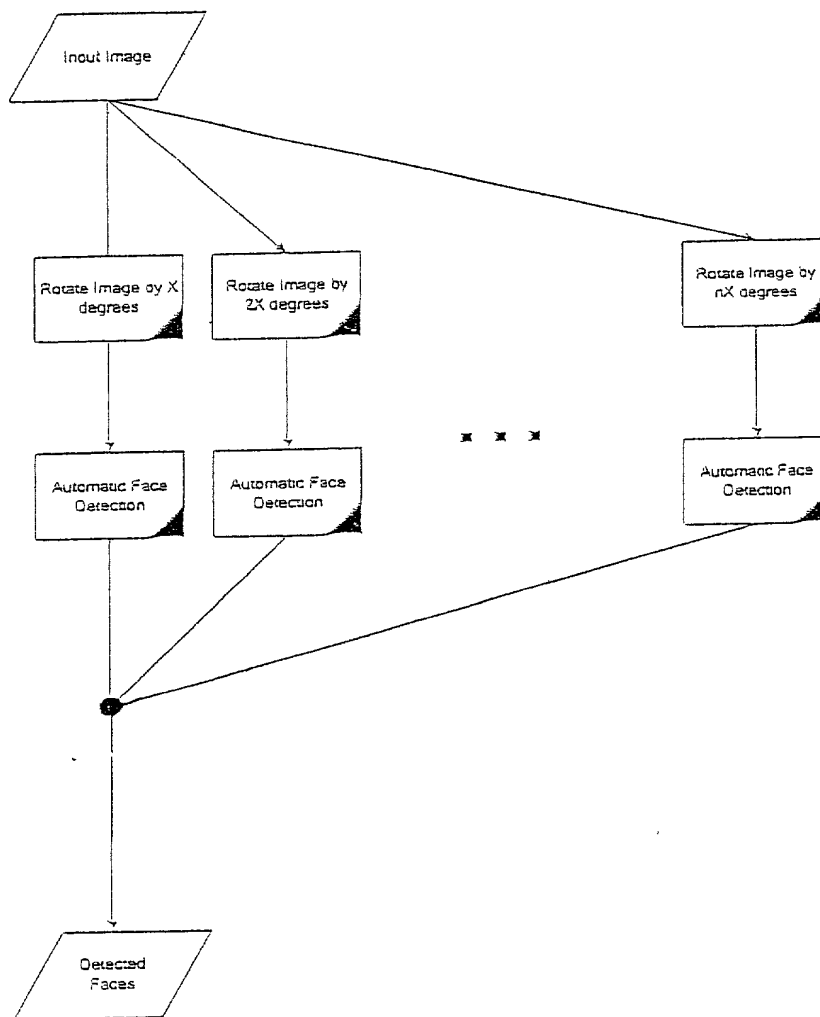 Input Image
Rotate Image by X
degrees
Rotate Image by
2X degrees
Rotate Image by
nX degrees
Automatic Face
Detection
Automatic Face
Detection
Automatic Face
Detection
Detected
Faces